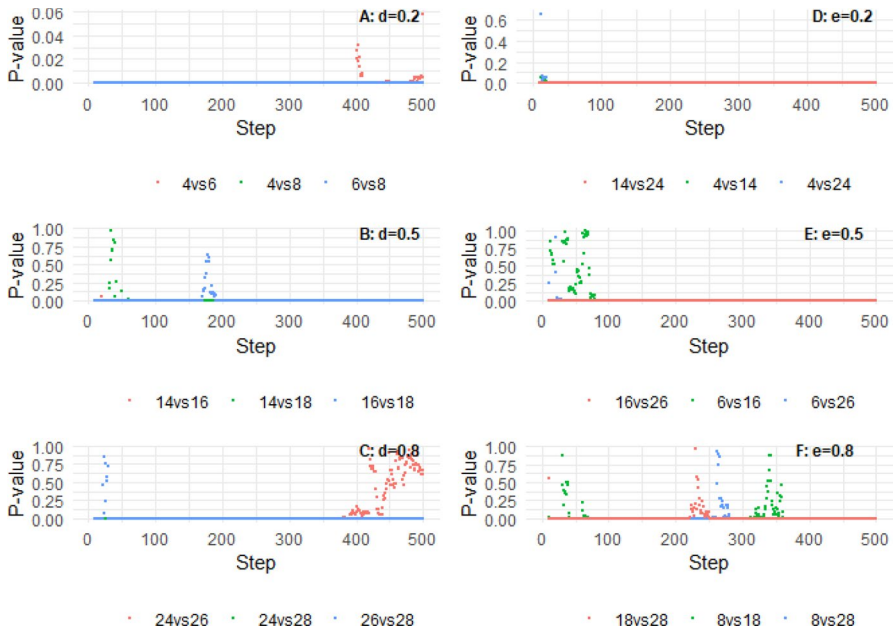 A: d=0.2
P-value
0.06
0.04
0.02
0.00
0 100 200 300 400 500
Step
4vs6 4vs8 6vs8
D: e=0.2
P-value
0.6
0.4
0.2
0.0
0 100 200 300 400 500
Step
14vs24 4vs14 4vs24
B: d=0.5
P-value
1.00
0.75
0.50
0.25
0.00
0 100 200 300 400 500
Step
14vs16 14vs18 16vs18
E: e=0.5
P-value
1.00
0.75
0.50
0.25
0.00
0 100 200 300 400 500
Step
16vs26 6vs16 6vs26
C: d=0.8
P-value
1.00
0.75
0.50
0.25
0.00
0 100 200 300 400 500
Step
24vs26 24vs28 26vs28
F: e=0.8
P-value
1.00
0.75
0.50
0.25
0.00
0 100 200 300 400 500
Step
18vs28 8vs18 8vs28